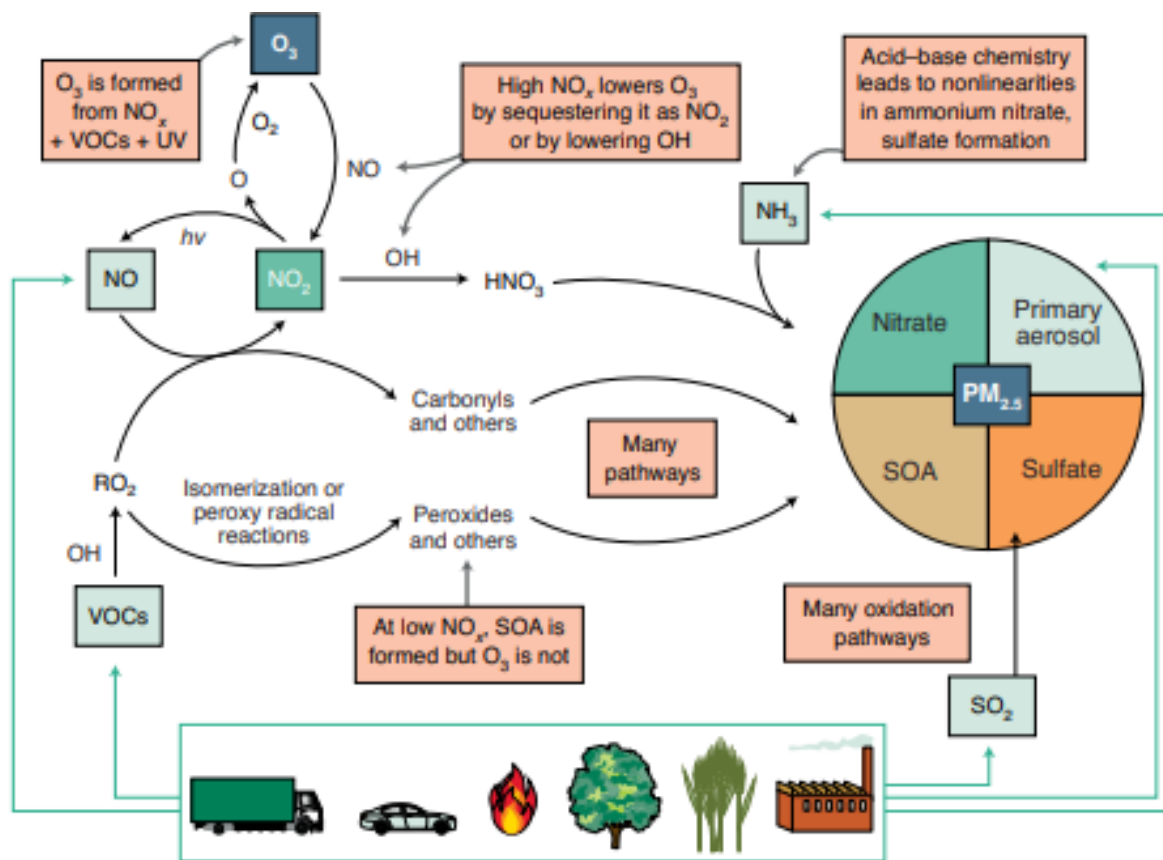 O₃
O₃ is formed
from NOₓ
+ VOCs + UV
High NOₓ lowers O₃
by sequestering it as NO₂
or by lowering OH
Acid–base chemistry
leads to nonlinearities
in ammonium nitrate,
sulfate formation
O₂
O
NO
NH₃
hν
OH
NO
NO₂
HNO₃
Nitrate
Primary
aerosol
PM₂.₅
SOA
Sulfate
Carbonyls
and others
Many
pathways
RO₂
Isomerization or
peroxy radical
reactions
Peroxides
and others
OH
VOCs
At low NOₓ, SOA is
formed but O₃ is not
Many oxidation
pathways
SO₂